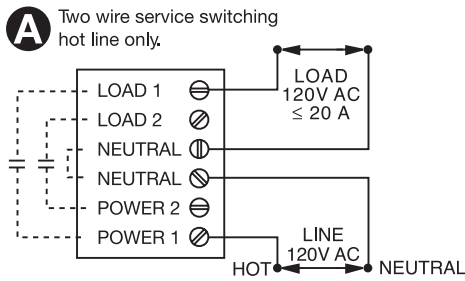 A Two wire service switching
hot line only.
LOAD 1
LOAD 2
NEUTRAL
NEUTRAL
POWER 2
POWER 1
LOAD
120V AC
≤ 20 A
LINE
120V AC
HOT
NEUTRAL